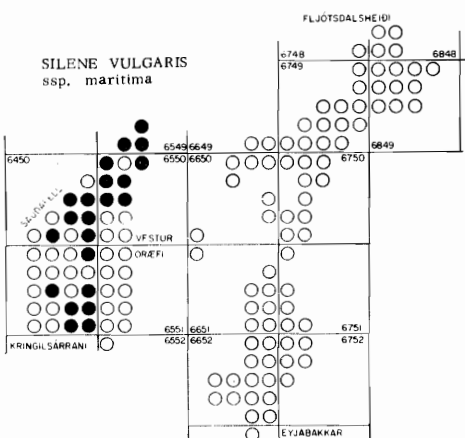 FLJÓTSDALSHEIÐI
SILENE VULGARIS
ssp. maritima
6748
6848
6749
6549 6649
6849
6450
6550 6650
6750
SAUÐAFELL
VESTUR
ÖRÆFI
6551 6651
6751
KRINGILSÁRRANI
6552 6652
6752
EYJABAKKAR